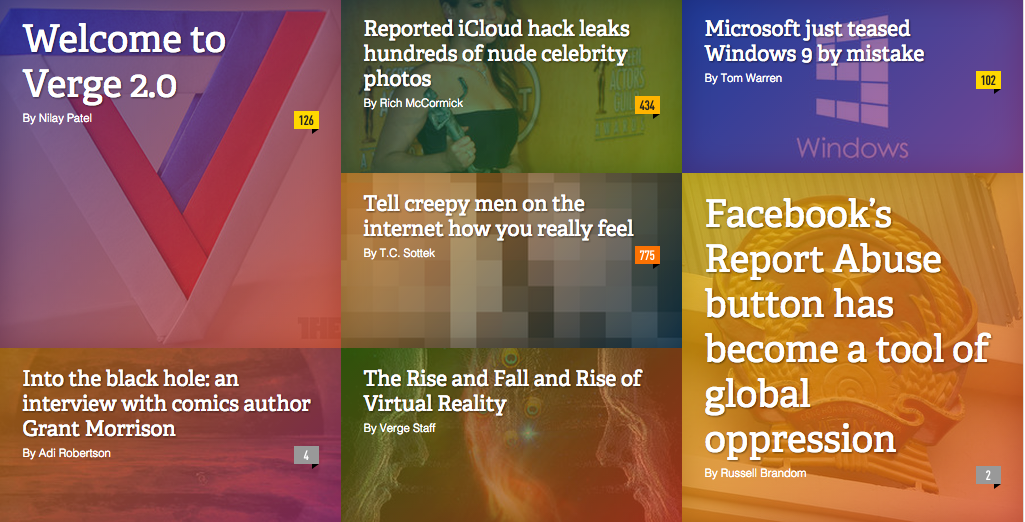 Welcome to
Verge 2.0
By Nilay Patel
126
Reported iCloud hack leaks
hundreds of nude celebrity
photos
By Rich McCormick
434
Microsoft just teased
Windows 9 by mistake
By Tom Warren
102
Windows
Tell creepy men on the
internet how you really feel
By T.C. Sottek
775
Facebook's
Report Abuse
button has
become a tool of
global
oppression
By Russell Brandom
2
Into the black hole: an
interview with comics author
Grant Morrison
By Adi Robertson
4
The Rise and Fall and Rise of
Virtual Reality
By Verge Staff